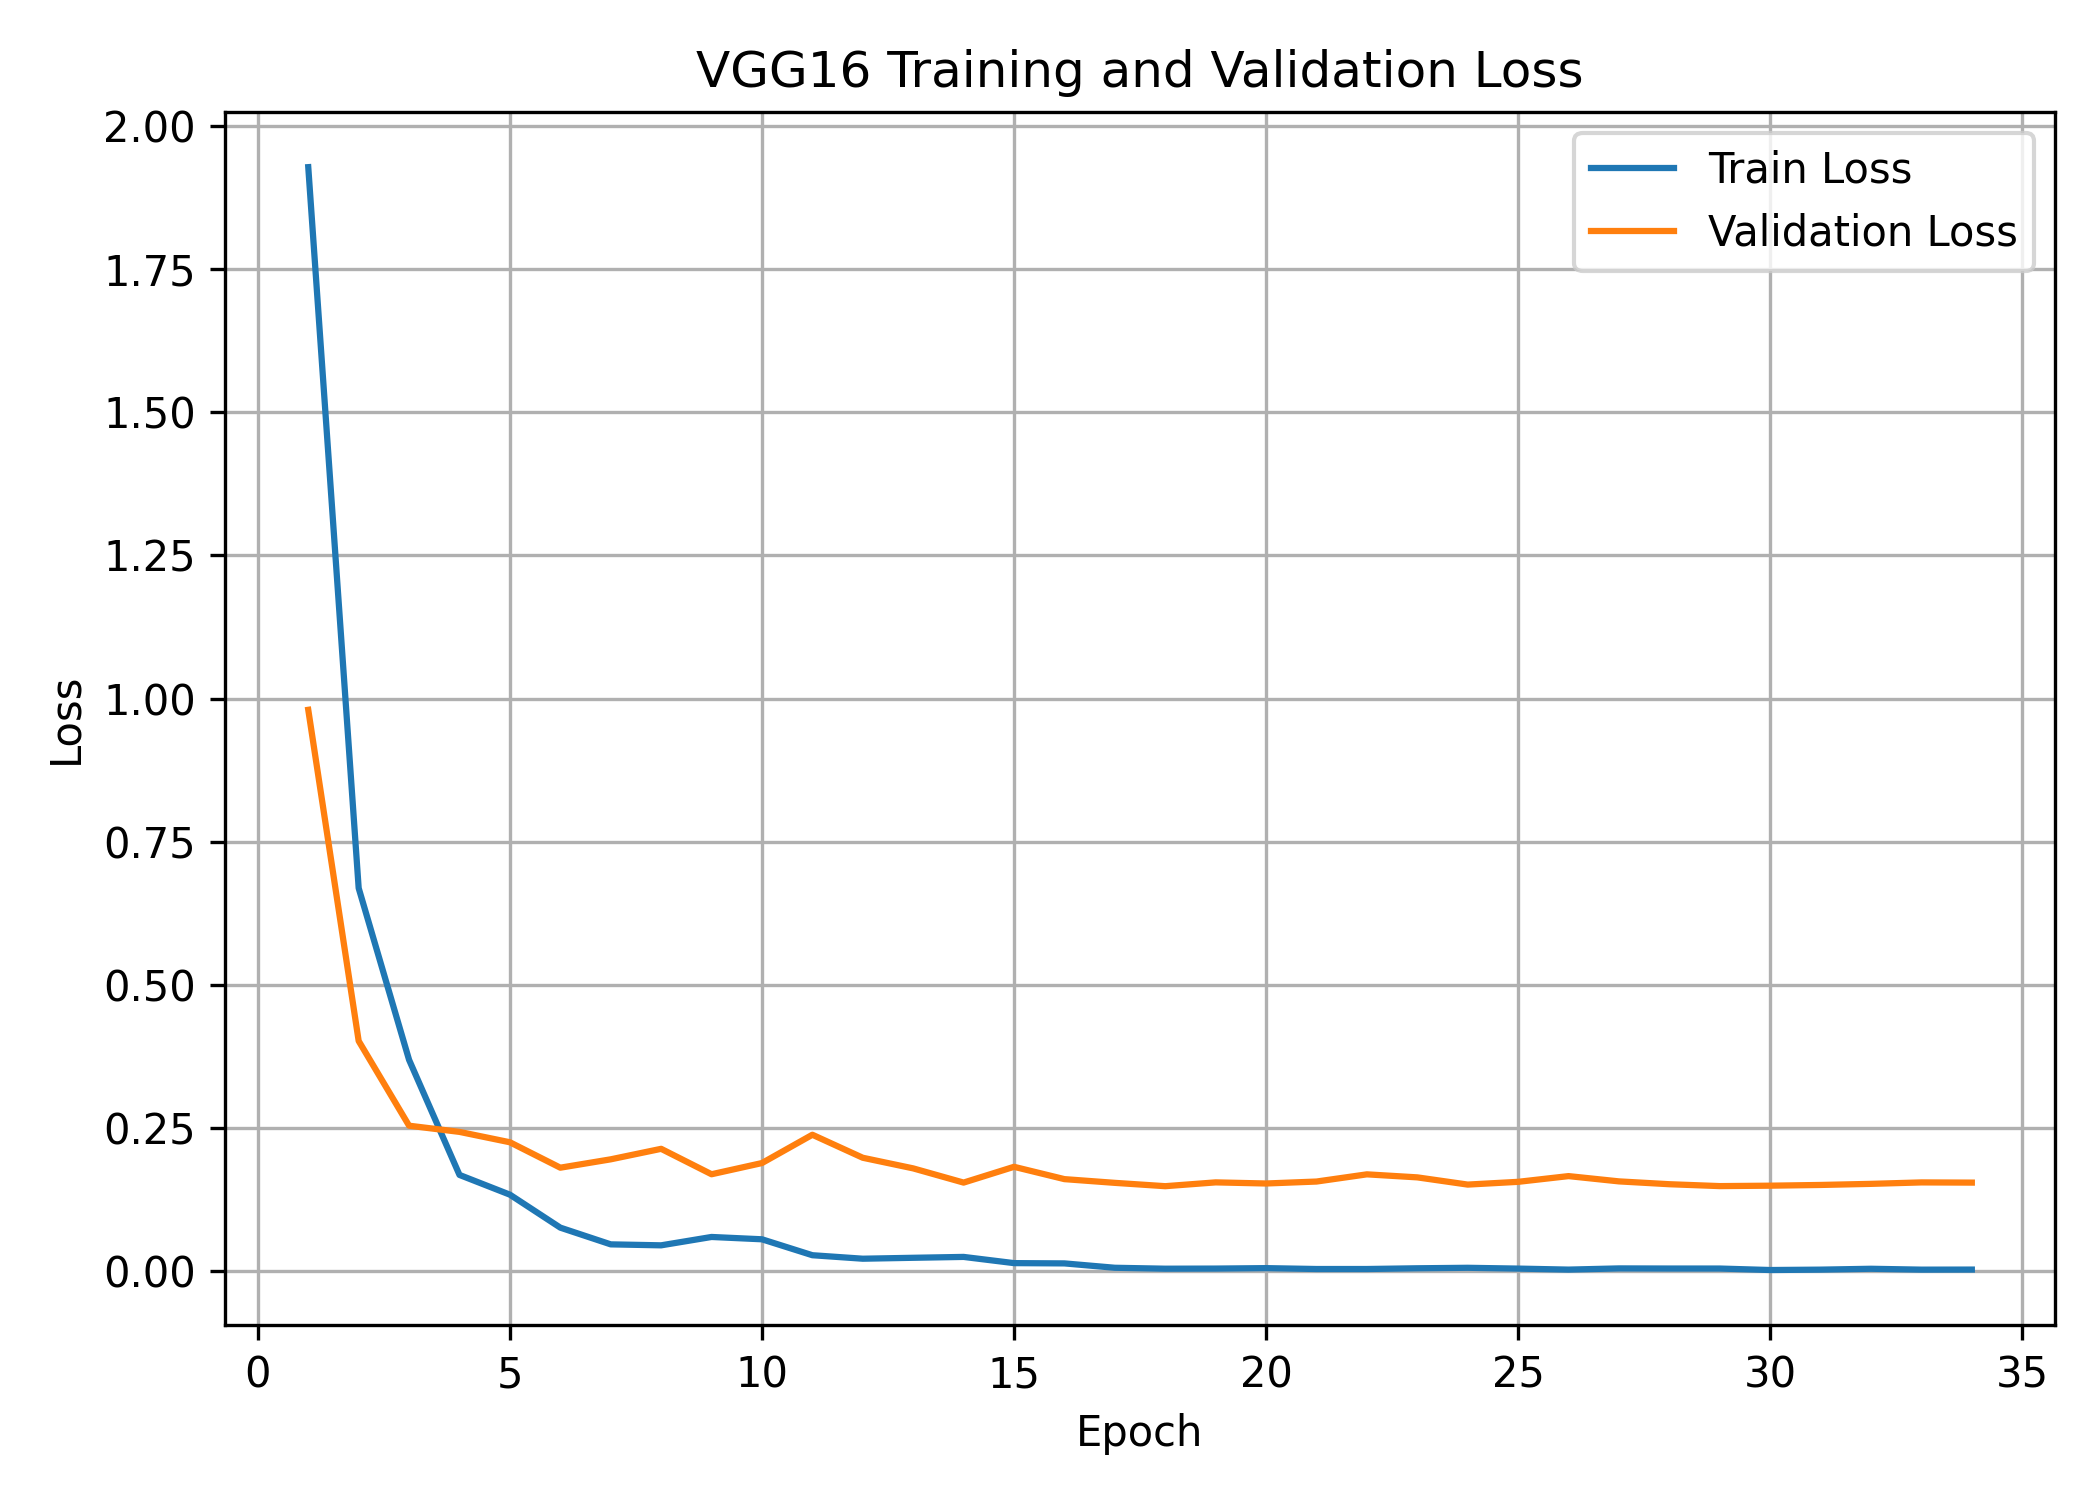 VGG16 Training and Validation Loss
Train Loss
Validation Loss
2.00
1.75
1.50
1.25
1.00
0.75
0.50
0.25
0.00
Loss
0 5 10 15 20 25 30 35
Epoch